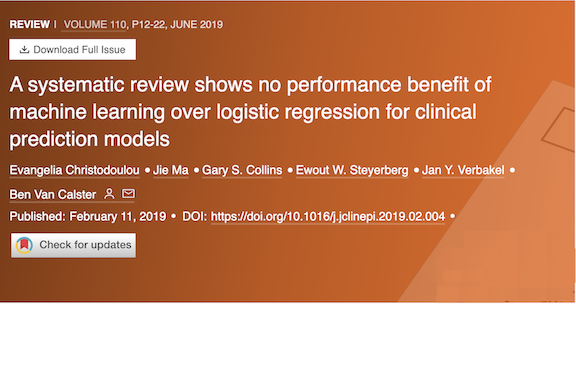 REVIEW | VOLUME 110, P12-22, JUNE 2019
Download Full Issue
A systematic review shows no performance benefit of
machine learning over logistic regression for clinical
prediction models
Evangelia Christodoulou • Jie Ma • Gary S. Collins • Ewout W. Steyerberg • Jan Y. Verbakel •
Ben Van Calster
Published: February 11, 2019 • DOI: https://doi.org/10.1016/j.jclinepi.2019.02.004 •
Check for updates